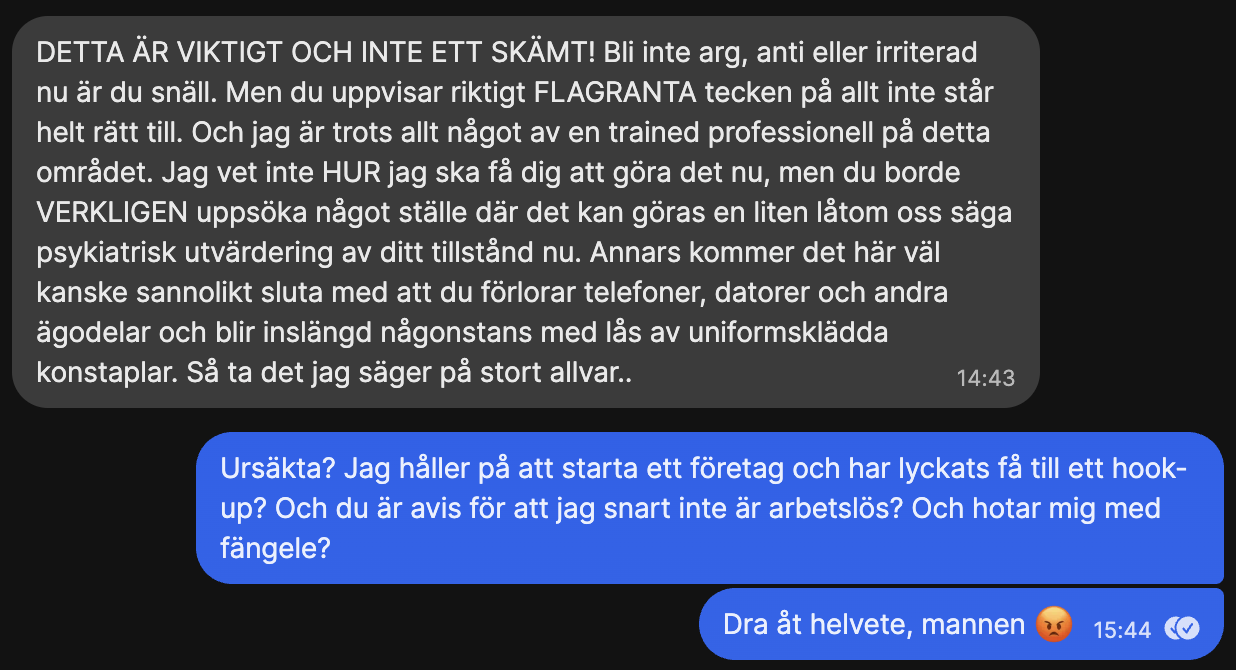 DETTA ÄR VIKTIGT OCH INTE ETT SKÄMT! Bli inte arg, anti eller irriterad
nu är du snäll. Men du uppvisar riktigt FLAGRANTA tecken på allt inte står
helt rätt till. Och jag är trots allt något av en trained professionell på detta
området. Jag vet inte HUR jag ska få dig att göra det nu, men du borde
VERKLIGEN uppsöka något ställe där det kan göras en liten låtom oss säga
psykiatrisk utvärdering av ditt tillstånd nu. Annars kommer det här väl
kanske sannolikt sluta med att du förlorar telefoner, datorer och andra
ägodelar och blir inslängd någonstans med lås av uniformsklädda
konstaplar. Så ta det jag säger på stort allvar..
14:43
Ursäkta? Jag håller på att starta ett företag och har lyckats få till ett hook-
up? Och du är avis för att jag snart inte är arbetslös? Och hotar mig med
fängele?
Dra åt helvete, mannen 😡 15:44